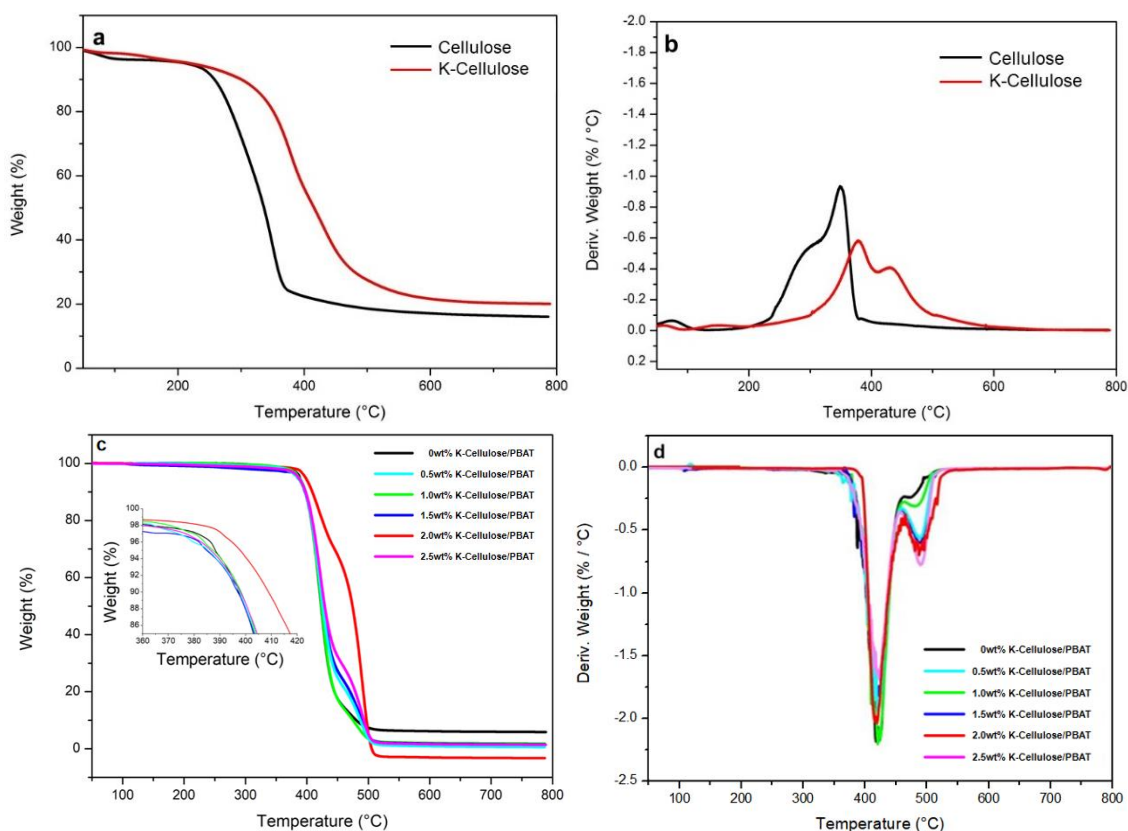 a
Cellulose
K-Cellulose
100
80
60
40
20
0
200
400
600
800
Weight (%)
Temperature (°C)
b
Cellulose
K-Cellulose
-2.0
-1.8
-1.6
-1.4
-1.2
-1.0
-0.8
-0.6
-0.4
-0.2
0.0
0.2
200
400
600
800
Deriv. Weight (% / °C)
Temperature (°C)
c
0wt% K-Cellulose/PBAT
0.5wt% K-Cellulose/PBAT
1.0wt% K-Cellulose/PBAT
1.5wt% K-Cellulose/PBAT
2.0wt% K-Cellulose/PBAT
2.5wt% K-Cellulose/PBAT
100
80
60
40
20
0
100
200
300
400
500
600
700
800
Weight (%)
Temperature (°C)
100
98
96
94
92
90
88
86
360
370
380
390
400
410
420
Weight (%)
Temperature (°C)
d
0.0
-0.5
-1.0
-1.5
-2.0
-2.5
100
200
300
400
500
600
700
800
Deriv. Weight (% / °C)
Temperature (°C)
0wt% K-Cellulose/PBAT
0.5wt% K-Cellulose/PBAT
1.0wt% K-Cellulose/PBAT
1.5wt% K-Cellulose/PBAT
2.0wt% K-Cellulose/PBAT
2.5wt% K-Cellulose/PBAT